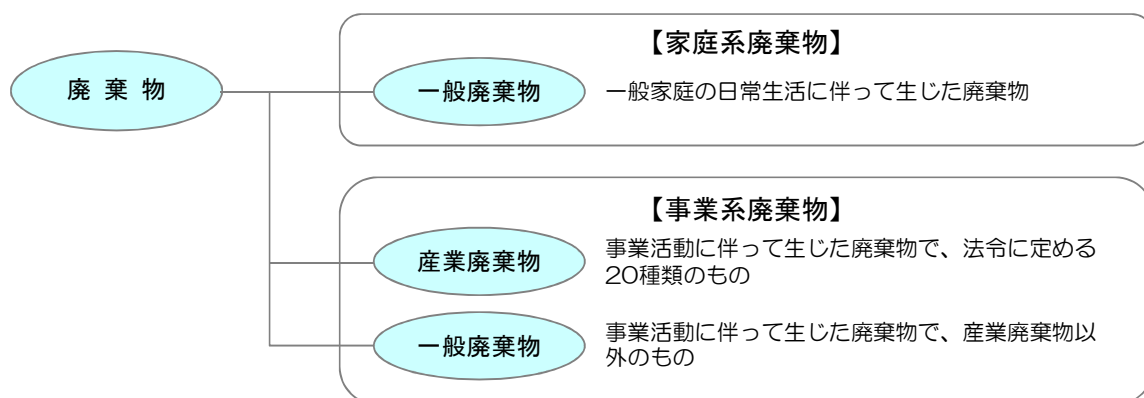 廃棄物
【家庭系廃棄物】
一般廃棄物
一般家庭の日常生活に伴って生じた廃棄物
【事業系廃棄物】
産業廃棄物
事業活動に伴って生じた廃棄物で、法令に定める
20種類のもの
一般廃棄物
事業活動に伴って生じた廃棄物で、産業廃棄物以
外のもの